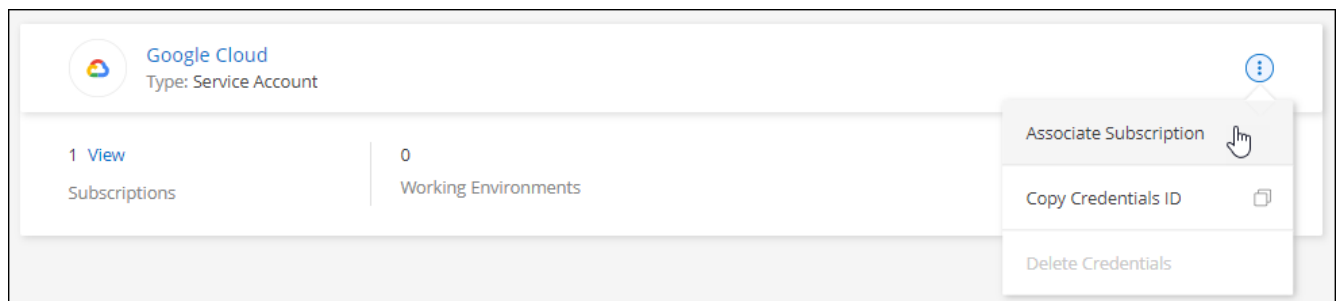 Google Cloud
Type: Service Account
1 View
Subscriptions
0
Working Environments
Associate Subscription
Copy Credentials ID
Delete Credentials